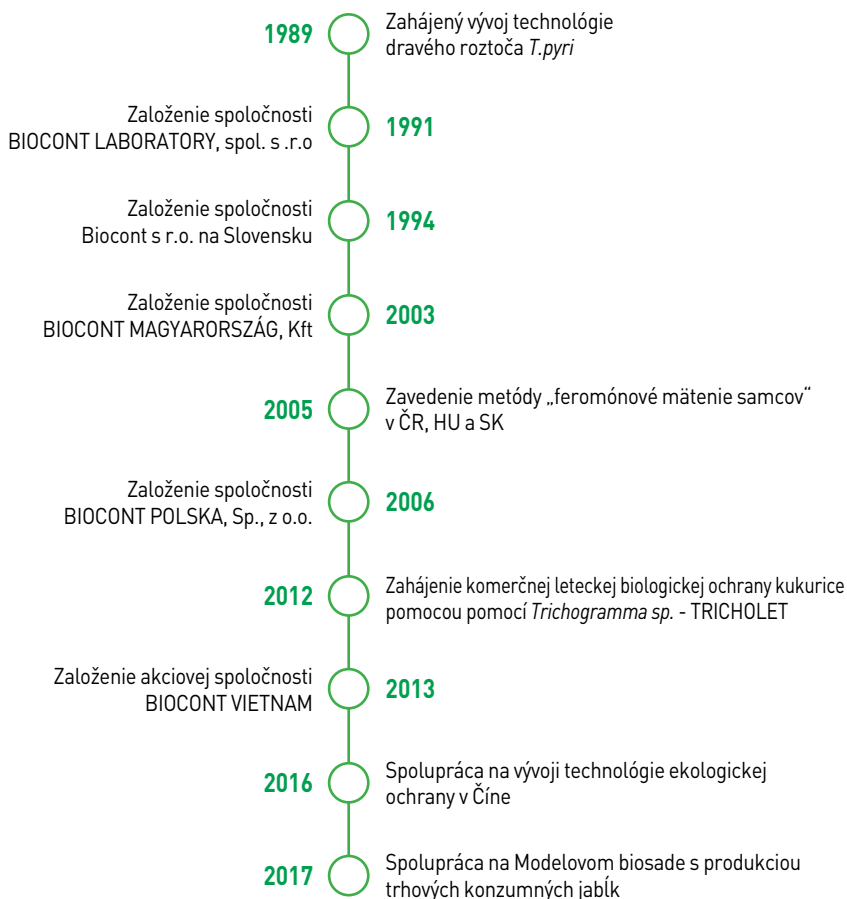 1989
Zahájený vývoj technológie
dravého roztoča T.pyri
Založenie spoločnosti
BIOCONT LABORATORY, spol. s .r.o
1991
Založenie spoločnosti
Biocont s r.o. na Slovensku
1994
Založenie spoločnosti
BIOCONT MAGYARORSZÁG, Kft
2003
2005
Zavedenie metódy „feromónové mätenie samcov“
v ČR, HU a SK
Založenie spoločnosti
BIOCONT POLSKA, Sp., z o.o.
2006
2012
Zahájenie komerčnej leteckej biologickej ochrany kukurice
pomocou pomocí Trichogramma sp. - TRICHOLET
Založenie akciovej spoločnosti
BIOCONT VIETNAM
2013
2016
Spolupráca na vývoji technológie ekologickej
ochrany v Číne
2017
Spolupráca na Modelovom biosade s produkciou
trhových konzumných jabĺk